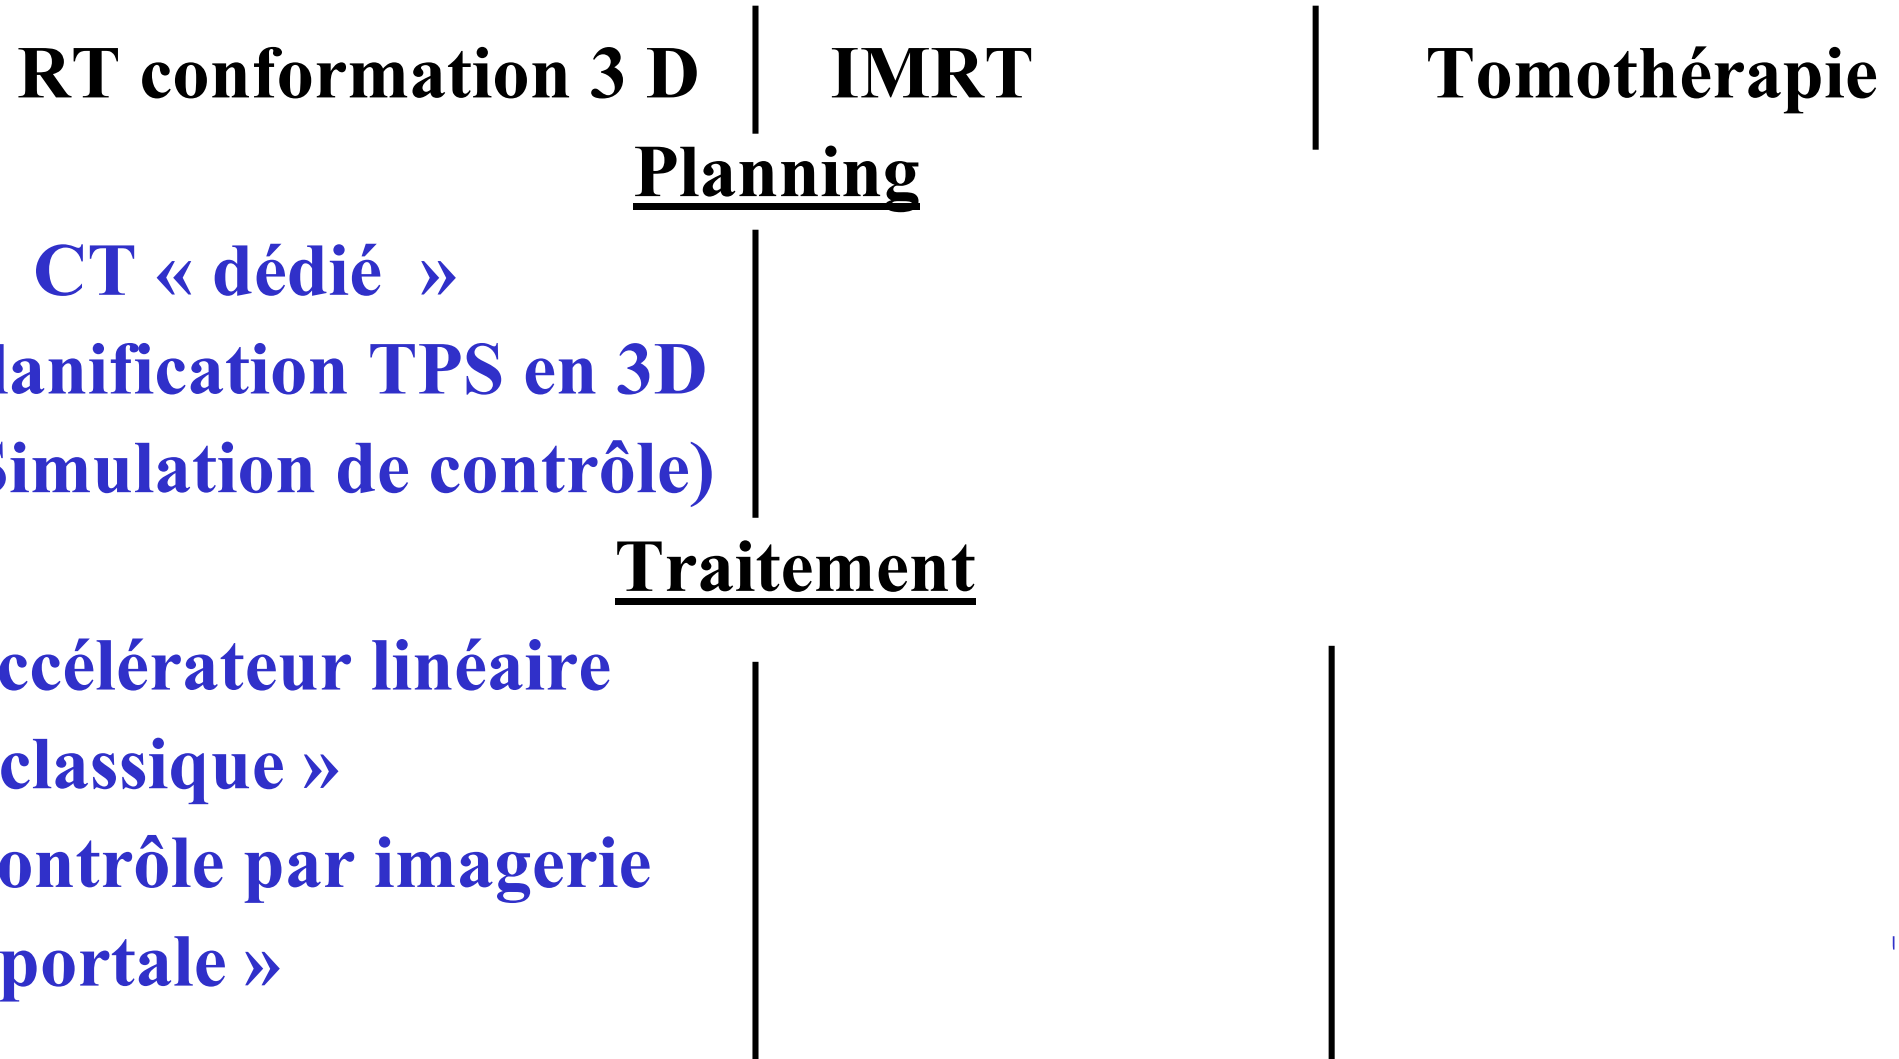 RT conformation 3 D IMRT Tomothérapie
Planning
CT « dédié »
lanification TPS en 3D
Simulation de contrôle)
Traitement
ccélérateur linéaire
classique »
ontrôle par imagerie
portale »